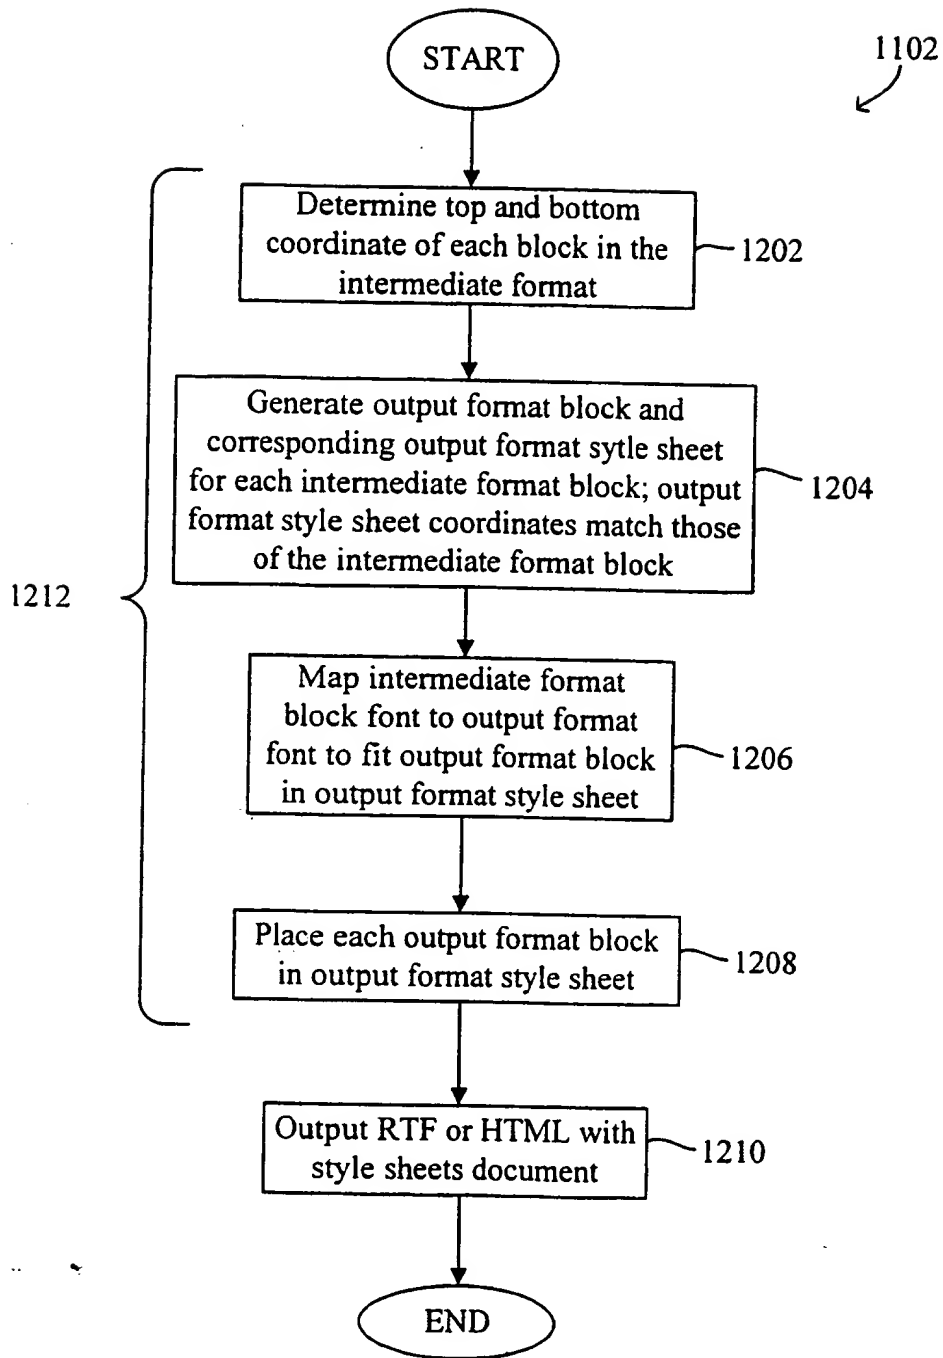 START
1102
Determine top and bottom
coordinate of each block in the
intermediate format
1202
Generate output format block and
corresponding output format sytle sheet
for each intermediate format block; output
format style sheet coordinates match those
of the intermediate format block
1204
1212
Map intermediate format
block font to output format
font to fit output format block
in output format style sheet
1206
Place each output format block
in output format style sheet
1208
Output RTF or HTML with
style sheets document
1210
END